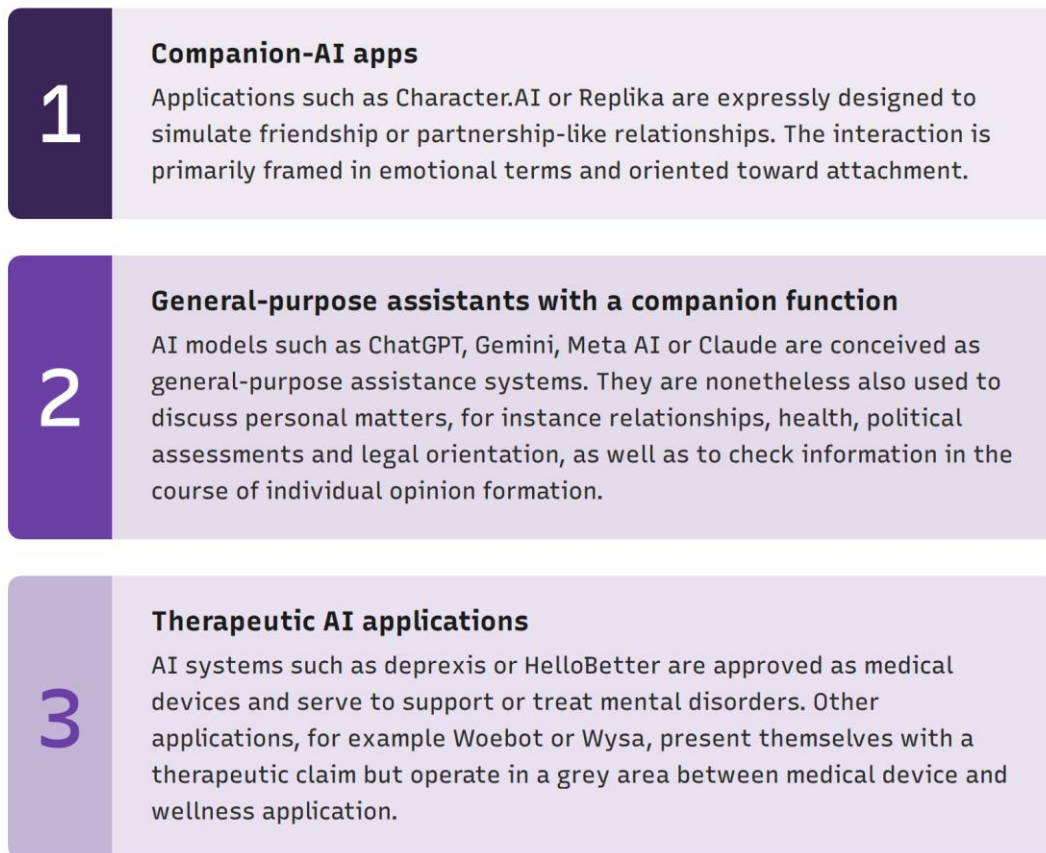 1
Companion-AI apps
Applications such as Character.AI or Replika are expressly designed to
simulate friendship or partnership-like relationships. The interaction is
primarily framed in emotional terms and oriented toward attachment.
2
General-purpose assistants with a companion function
AI models such as ChatGPT, Gemini, Meta AI or Claude are conceived as
general-purpose assistance systems. They are nonetheless also used to
discuss personal matters, for instance relationships, health, political
assessments and legal orientation, as well as to check information in the
course of individual opinion formation.
3
Therapeutic AI applications
AI systems such as deprexis or HelloBetter are approved as medical
devices and serve to support or treat mental disorders. Other
applications, for example Woebot or Wysa, present themselves with a
therapeutic claim but operate in a grey area between medical device and
wellness application.